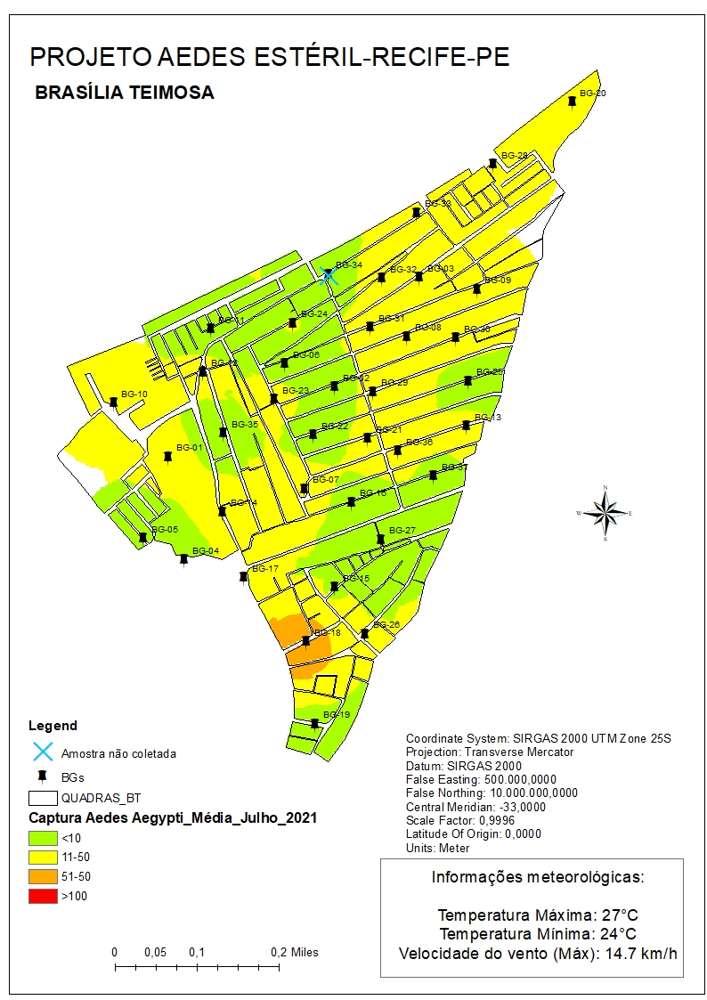 PROJETO AEDES ESTÉRIL-RECIFE-PE
BRASÍLIA TEIMOSA
BG-20
BG-28
BG-33
BG-34
BG-32
BG-03
BG-09
BG-24
BG-11
BG-31
BG-08
BG-30
BG-06
BG-12
BG-25
BG-02
BG-29
BG-23
BG-10
BG-13
BG-35
BG-22
BG-21
BG-36
BG-01
BG-37
BG-07
BG-16
BG-14
BG-05
BG-27
BG-04
BG-17
BG-15
BG-26
BG-18
BG-19
N
W
E
S
Legend
Amostra não coletada
BGs
QUADRAS_BT
Captura Aedes Aegypti_Média_Julho_2021
<10
11-50
51-50
>100
0 0,05 0,1 0,2 Miles
Coordinate System: SIRGAS 2000 UTM Zone 25S
Projection: Transverse Mercator
Datum: SIRGAS 2000
False Easting: 500.000,0000
False Northing: 10.000.000,0000
Central Meridian: -33,0000
Scale Factor: 0,9996
Latitude Of Origin: 0,0000
Units: Meter
Informações meteorológicas:
Temperatura Máxima: 27°C
Temperatura Mínima: 24°C
Velocidade do vento (Máx): 14.7 km/h